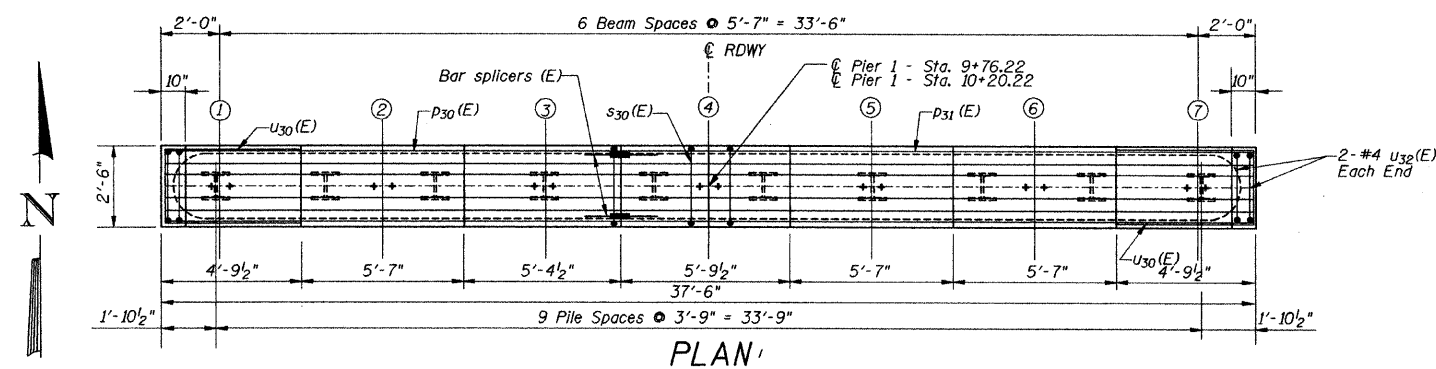 2'-0"
6 Beam Spaces @ 5'-7" = 33'-6"
2'-0"
℄ RDWY
℄ Pier 1 - Sta. 9+76.22
℄ Pier 1 - Sta. 10+20.22
10"
Bar splicers (E)
10"
1
2
3
4
5
6
7
u30(E)
p30(E)
s30(E)
p31(E)
2- #4 u32(E)
Each End
2'-6"
N
u30(E)
4'-9½"
5'-7"
5'-4½"
5'-9½"
5'-7"
5'-7"
4'-9½"
37'-6"
1'-10½"
9 Pile Spaces @ 3'-9" = 33'-9"
1'-10½"
PLAN